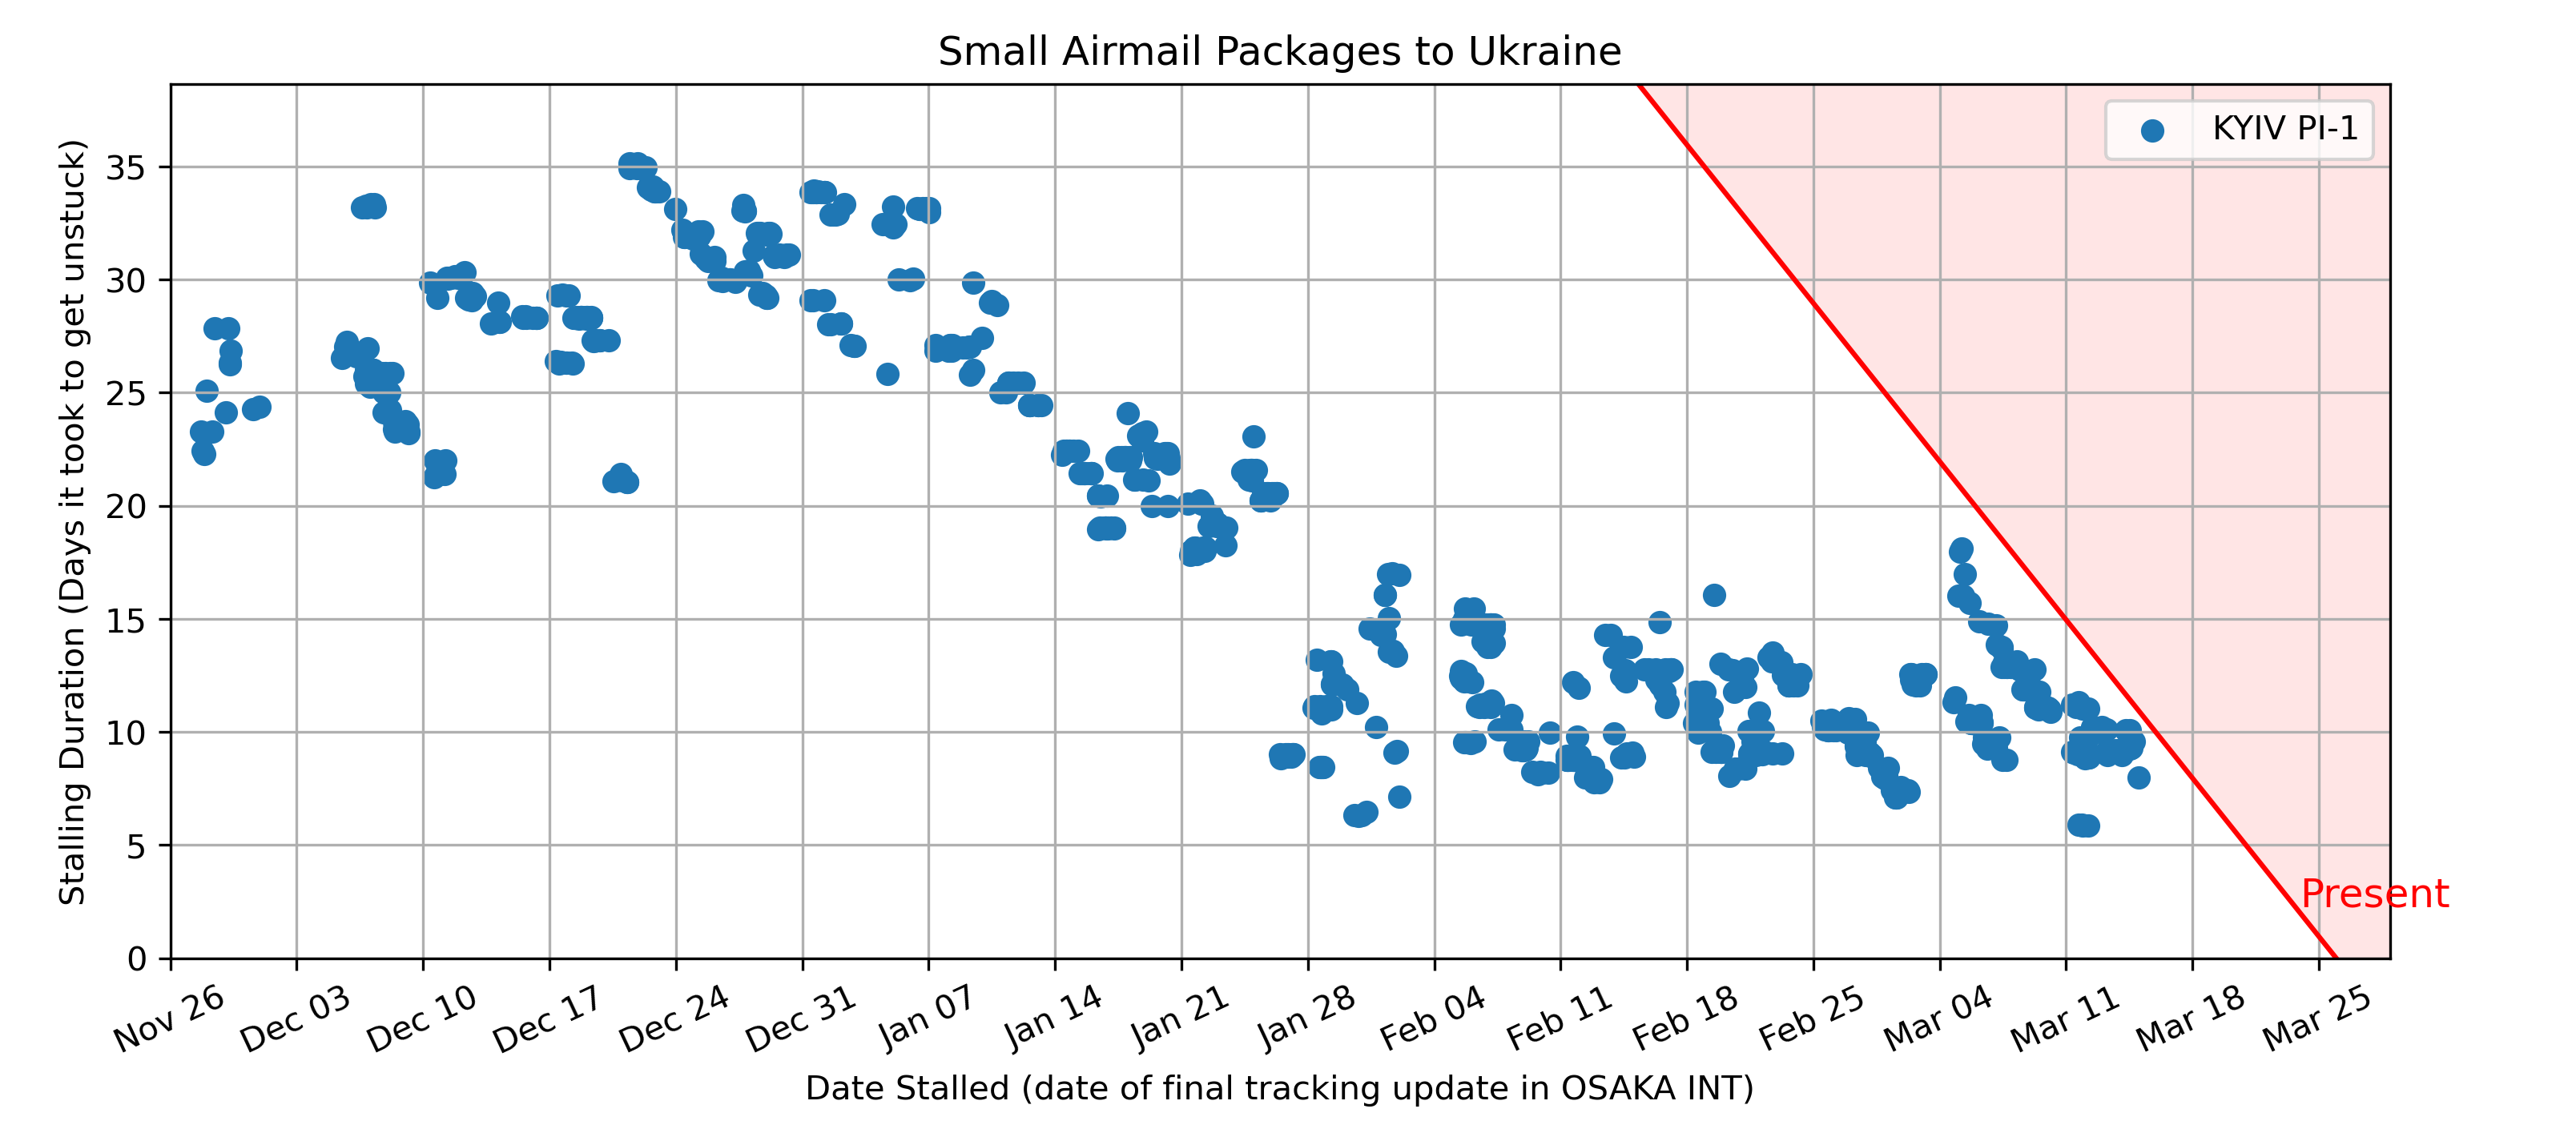 Small Airmail Packages to Ukraine
KYIV PI-1
Stalling Duration (Days it took to get unstuck)
35
30
25
20
15
10
5
0
Present
Nov 26
Dec 03
Dec 10
Dec 17
Dec 24
Dec 31
Jan 07
Jan 14
Jan 21
Jan 28
Feb 04
Feb 11
Feb 18
Feb 25
Mar 04
Mar 11
Mar 18
Mar 25
Date Stalled (date of final tracking update in OSAKA INT)